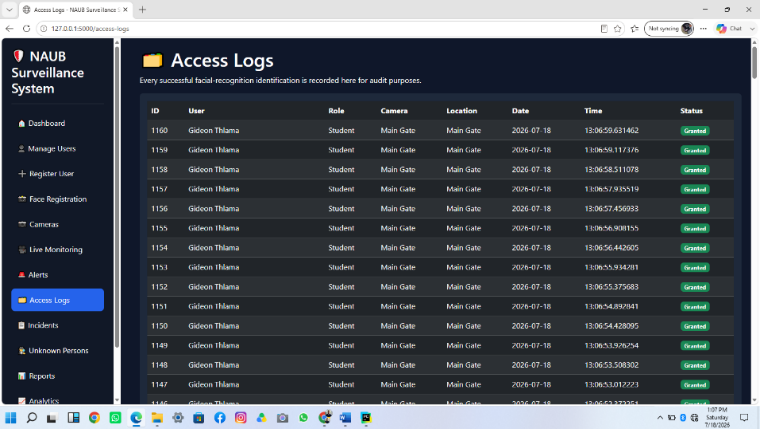 Access Logs - NAUB Surveillance S
127.0.0.1:5000/access-logs
Not syncing
Chat
NAUB
Surveillance
System
Dashboard
Manage Users
Register User
Face Registration
Cameras
Live Monitoring
Alerts
Access Logs
Incidents
Unknown Persons
Reports
Analytics
Access Logs
Every successful facial-recognition identification is recorded here for audit purposes.
ID User Role Camera Location Date Time Status
1160 Gideon Thlama Student Main Gate Main Gate 2026-07-18 13:06:59.631462 Granted
1159 Gideon Thlama Student Main Gate Main Gate 2026-07-18 13:06:59.117376 Granted
1158 Gideon Thlama Student Main Gate Main Gate 2026-07-18 13:06:58.511078 Granted
1157 Gideon Thlama Student Main Gate Main Gate 2026-07-18 13:06:57.935519 Granted
1156 Gideon Thlama Student Main Gate Main Gate 2026-07-18 13:06:57.456933 Granted
1155 Gideon Thlama Student Main Gate Main Gate 2026-07-18 13:06:56.908155 Granted
1154 Gideon Thlama Student Main Gate Main Gate 2026-07-18 13:06:56.442605 Granted
1153 Gideon Thlama Student Main Gate Main Gate 2026-07-18 13:06:55.934281 Granted
1152 Gideon Thlama Student Main Gate Main Gate 2026-07-18 13:06:55.375683 Granted
1151 Gideon Thlama Student Main Gate Main Gate 2026-07-18 13:06:54.892841 Granted
1150 Gideon Thlama Student Main Gate Main Gate 2026-07-18 13:06:54.428095 Granted
1149 Gideon Thlama Student Main Gate Main Gate 2026-07-18 13:06:53.926254 Granted
1148 Gideon Thlama Student Main Gate Main Gate 2026-07-18 13:06:53.508302 Granted
1147 Gideon Thlama Student Main Gate Main Gate 2026-07-18 13:06:53.012223 Granted
1146 Gideon Thlama Student Main Gate Main Gate 2026-07-18 Granted
1:07 PM
Saturday
7/18/2026